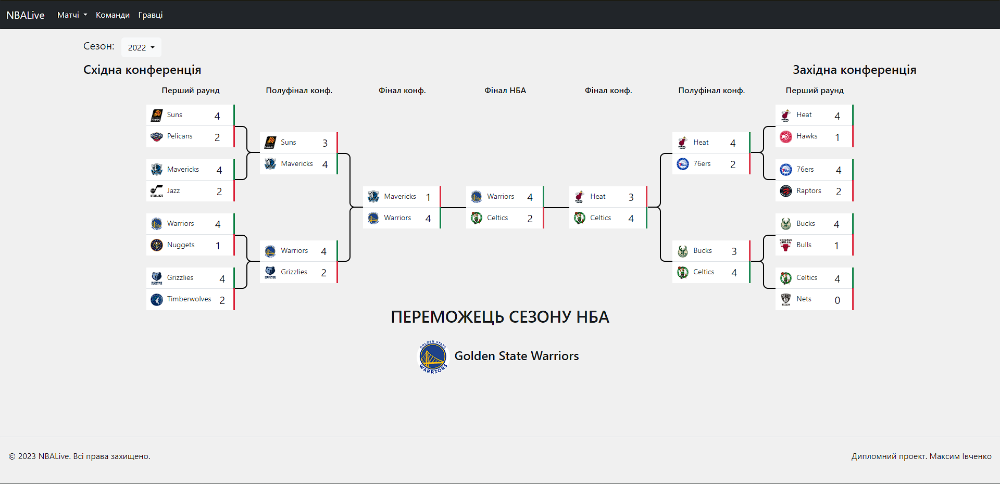 NBALive Матчі Команди Гравці
Сезон: 2022
Східна конференція Західна конференція
Перший раунд Полуфінал конф. Фінал конф. Фінал НБА Фінал конф. Полуфінал конф. Перший раунд
Suns 4
Pelicans 2
Mavericks 4
Jazz 2
Warriors 4
Nuggets 1
Grizzlies 4
Timberwolves 2
Suns 3
Mavericks 4
Warriors 4
Grizzlies 2
Mavericks 1
Warriors 4
Warriors 4
Celtics 2
Heat 3
Celtics 4
Heat 4
76ers 2
Bucks 3
Celtics 4
Heat 4
Hawks 1
76ers 4
Raptors 2
Bucks 4
Bulls 1
Celtics 4
Nets 0
ПЕРЕМОЖЕЦЬ СЕЗОНУ НБА
GOLDEN STATE
WARRIORS
Golden State Warriors
© 2023 NBALive. Всі права захищено. Дипломний проект. Максим Івченко